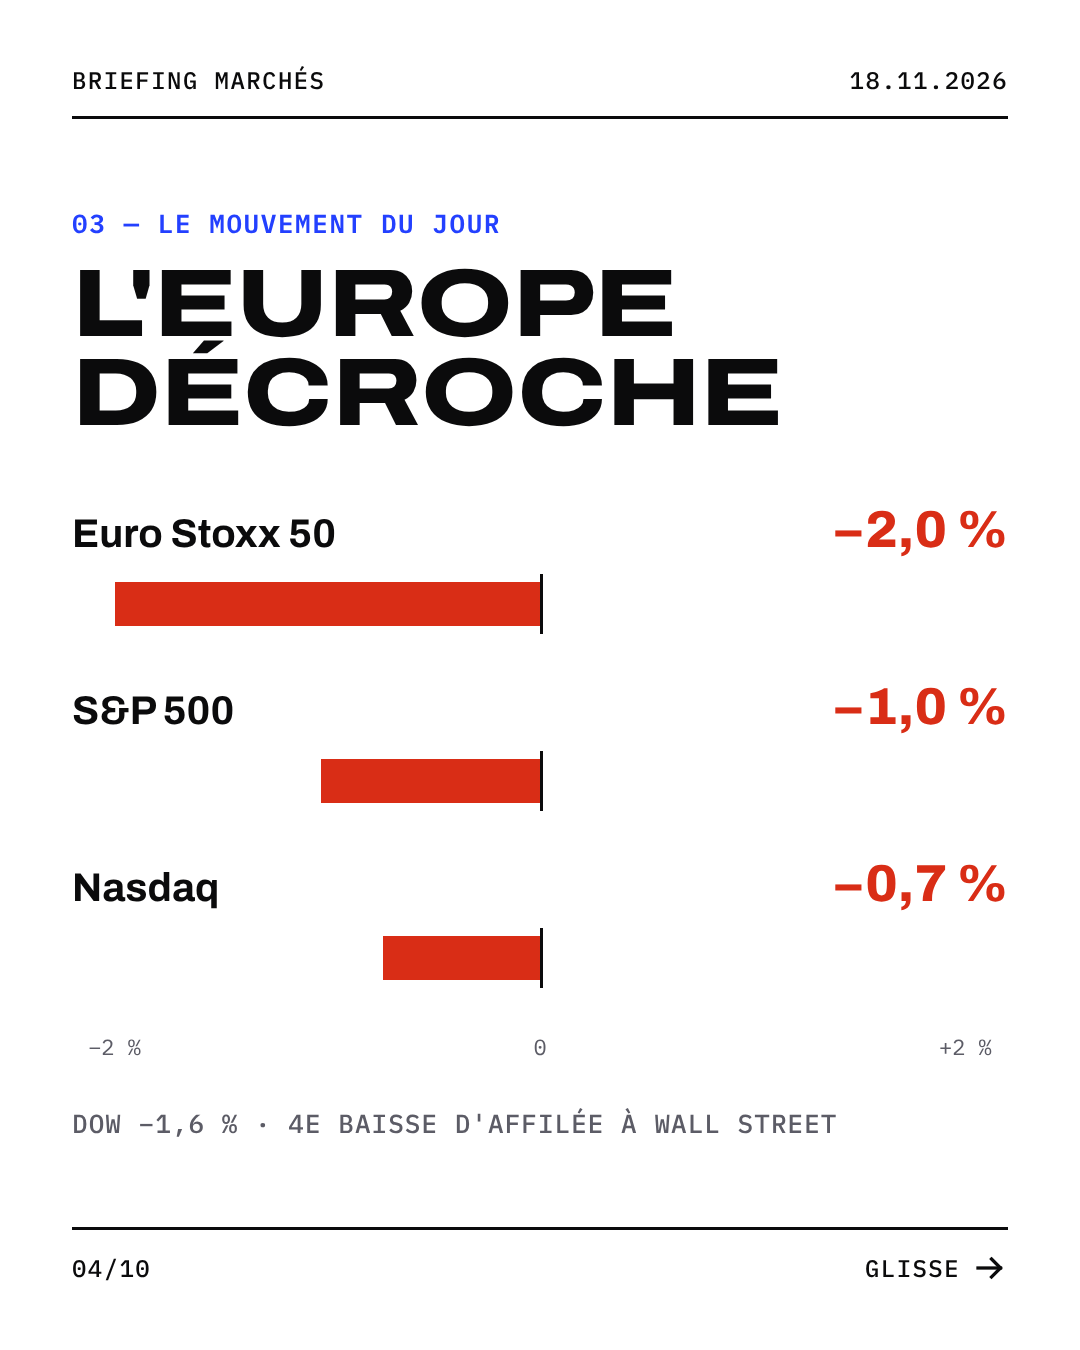 BRIEFING MARCHÉS
18.11.2026
03 — LE MOUVEMENT DU JOUR
L'EUROPE
DÉCROCHE
Euro Stoxx 50
−2,0 %
S&P 500
−1,0 %
Nasdaq
−0,7 %
−2 %
0
+2 %
DOW −1,6 % · 4E BAISSE D'AFFILÉE À WALL STREET
04/10
GLISSE →